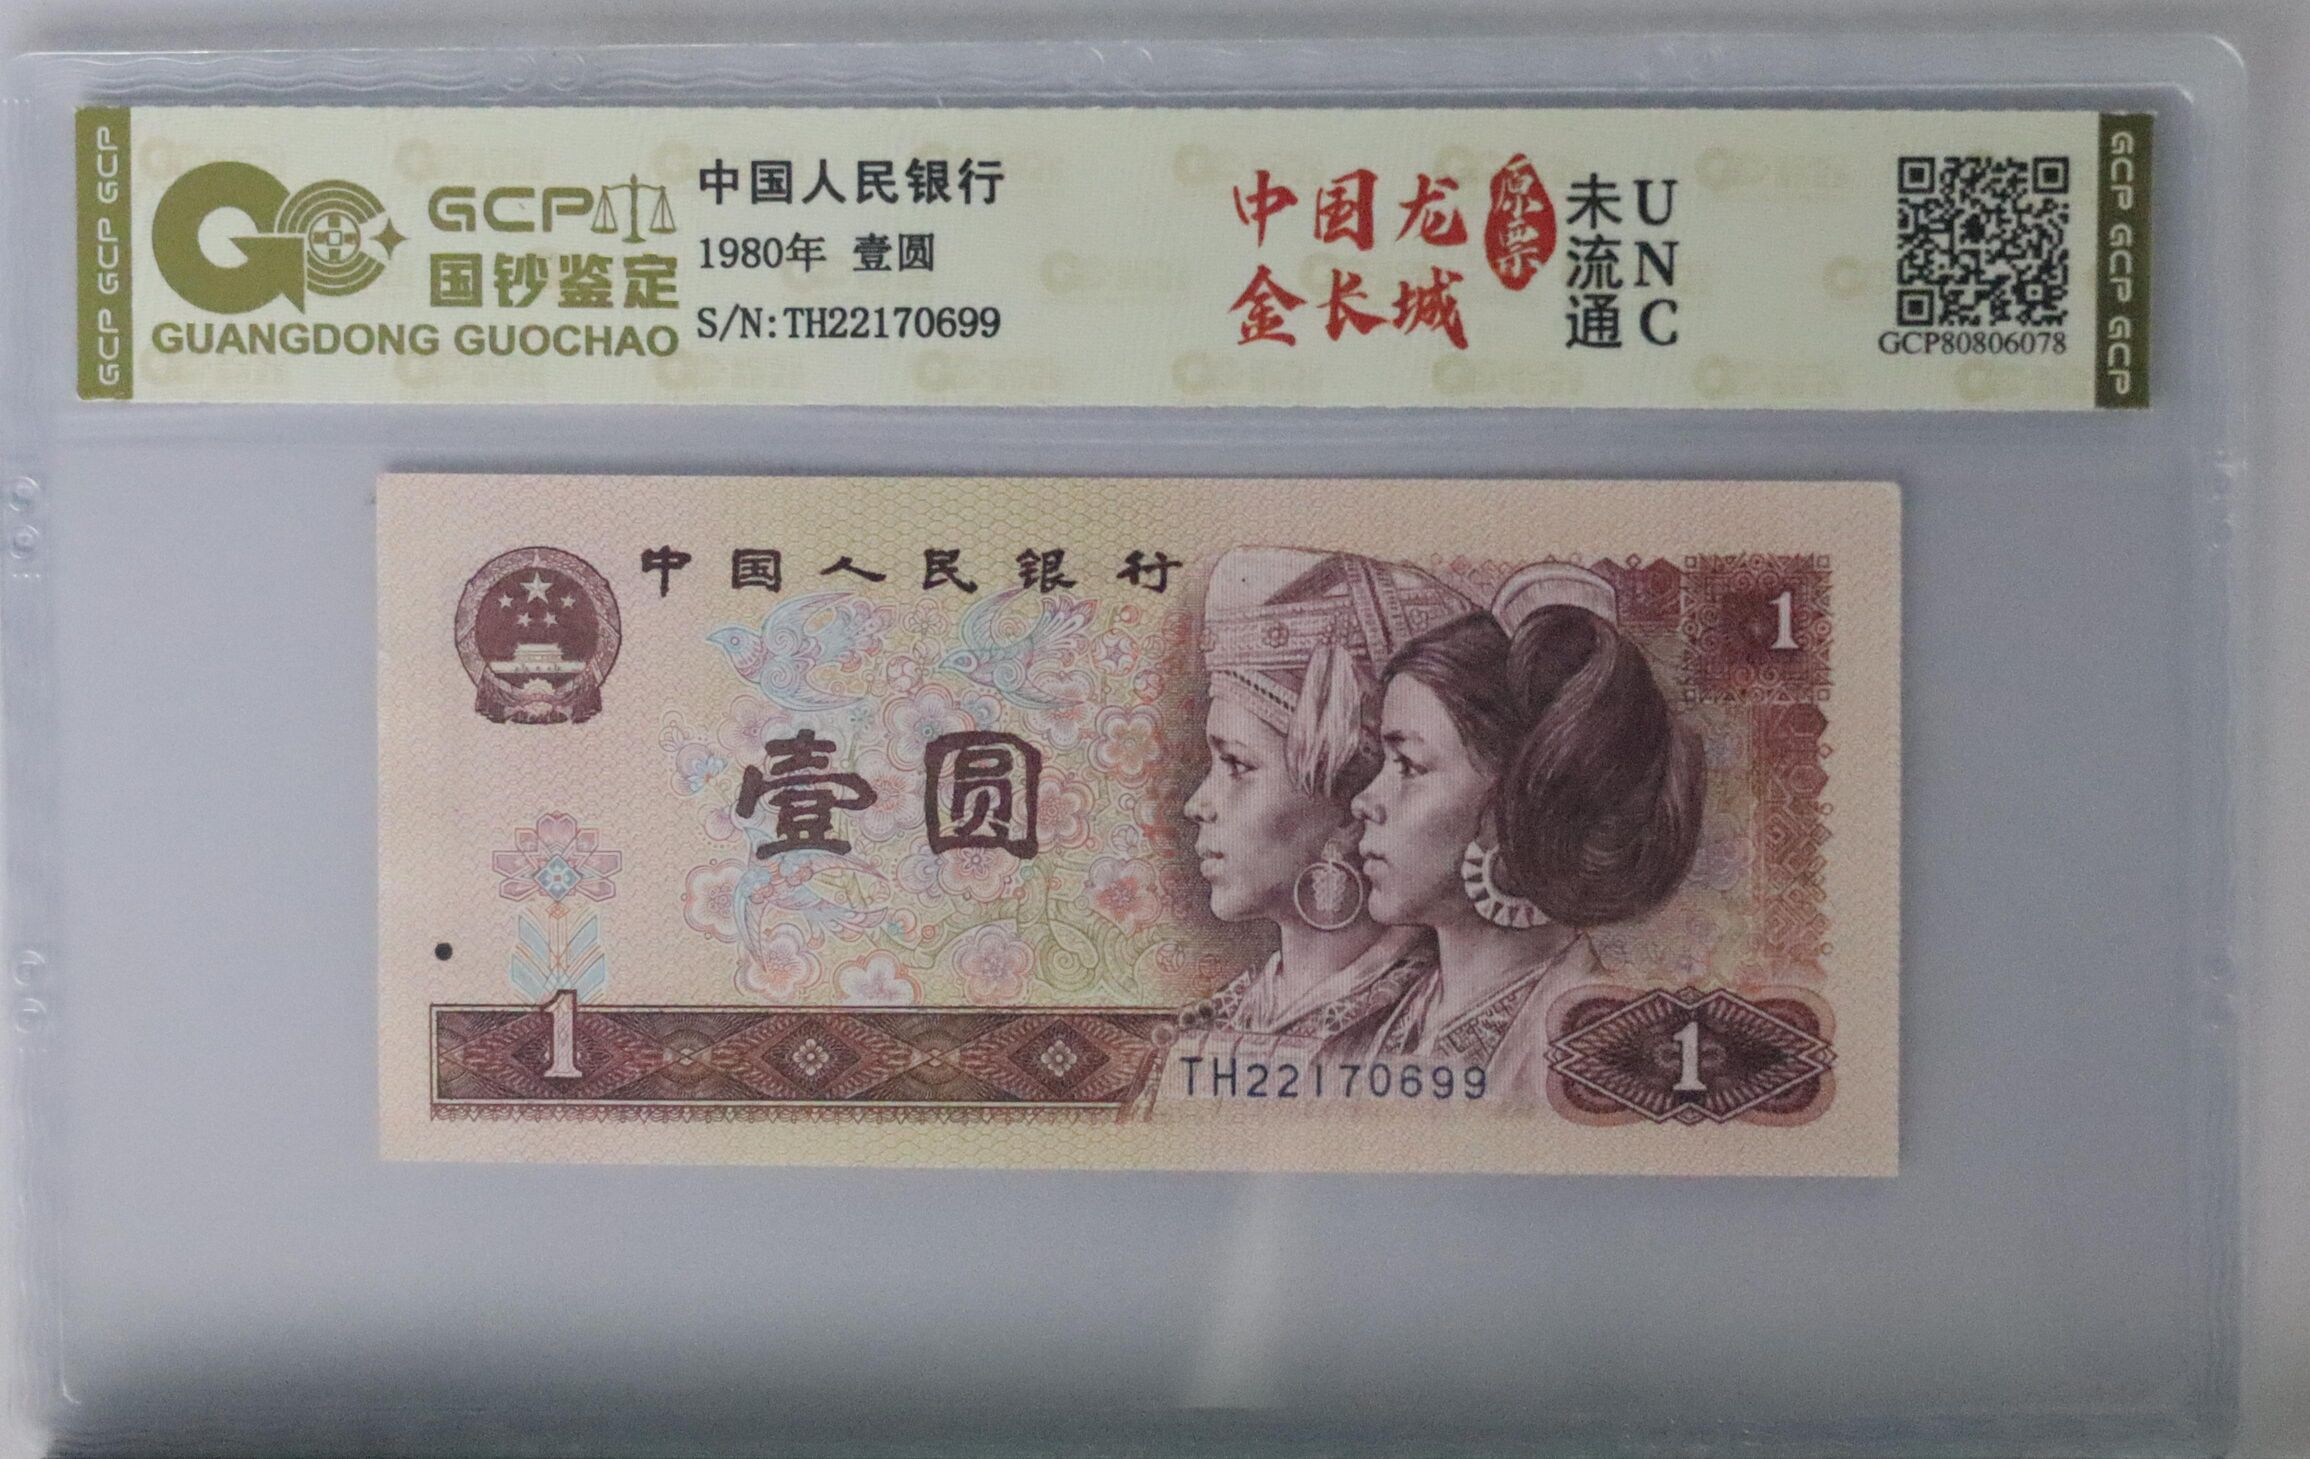 GCP GCP GCP
GCP
国钞鉴定
GUANGDONG GUOCHAO
中国人民银行
1980年 壹圆
S/N:TH22170699
中国龙
金长城
原票
未流通
UNC
GCP80806078
GCP GCP GCP
中国人民银行
1
壹圆
1
TH22170699
1